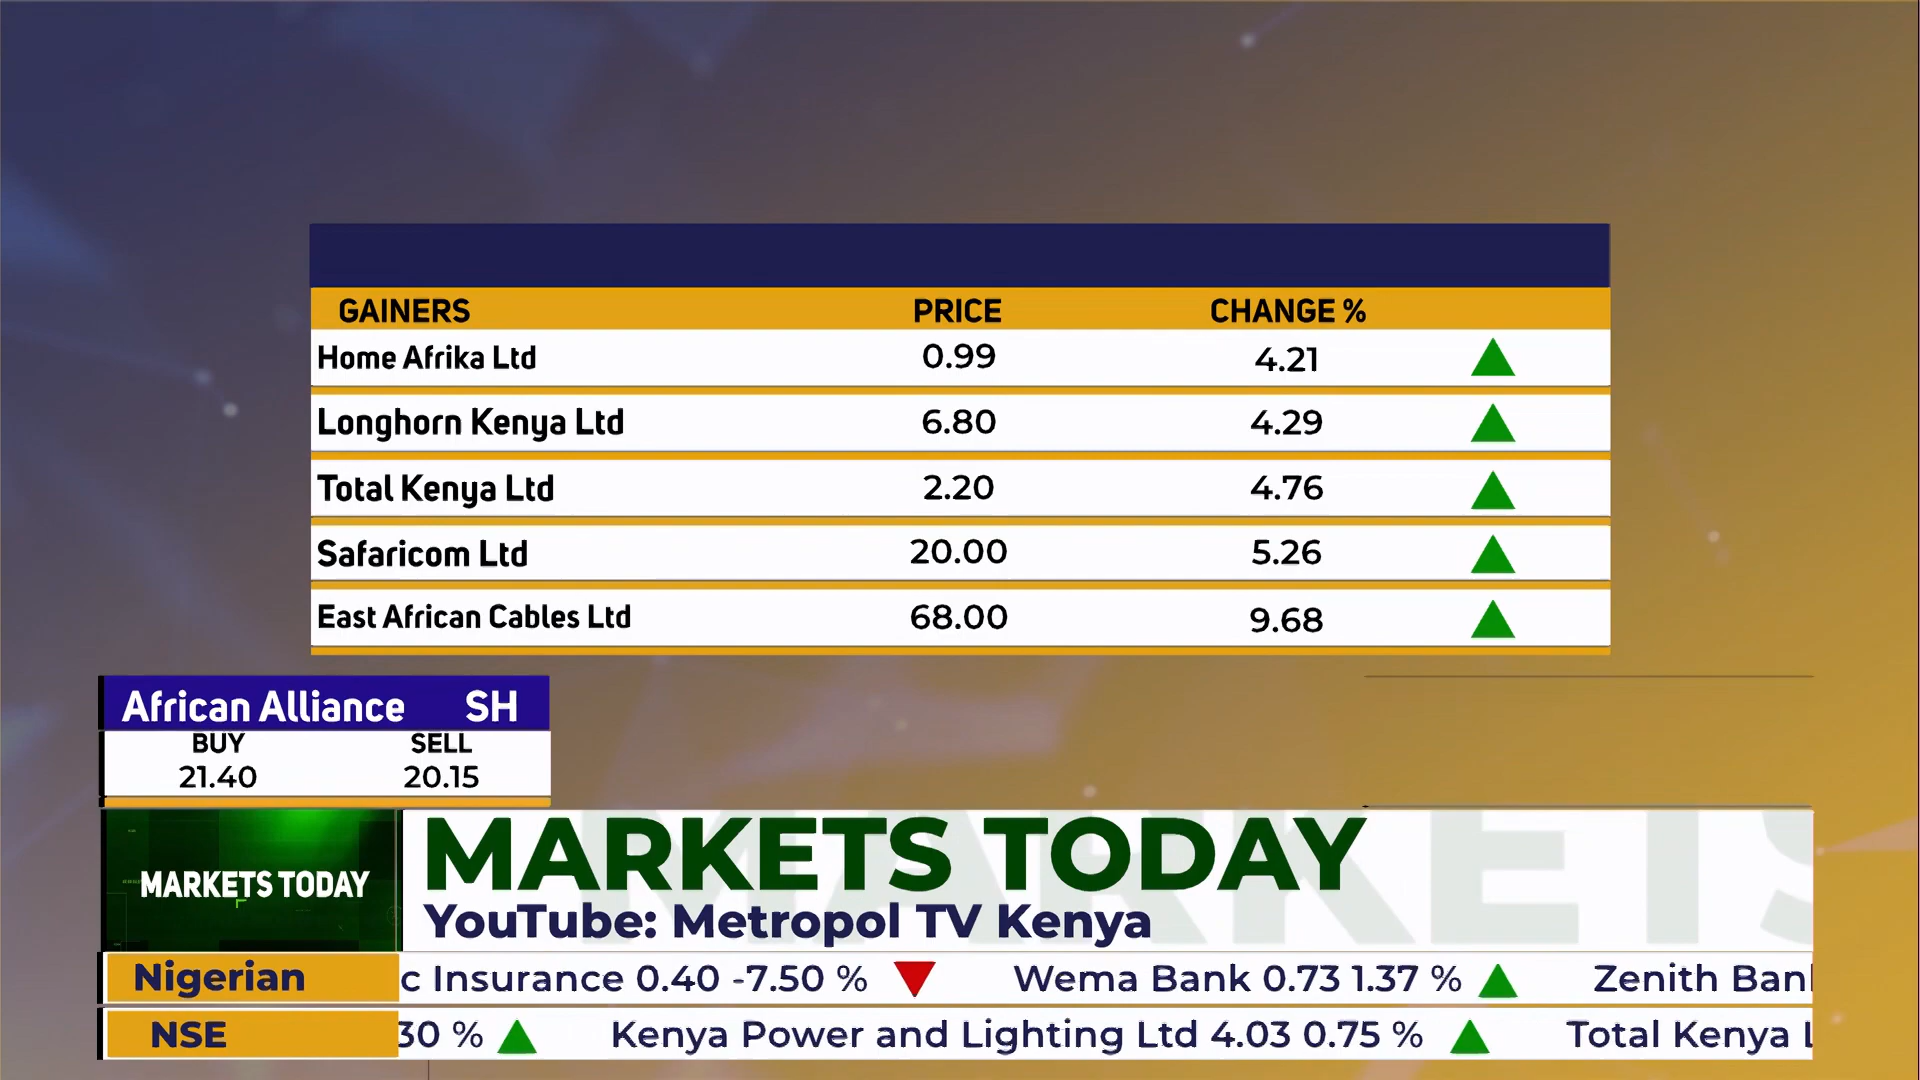 GAINERS PRICE CHANGE %
Home Afrika Ltd 0.99 4.21
Longhorn Kenya Ltd 6.80 4.29
Total Kenya Ltd 2.20 4.76
Safaricom Ltd 20.00 5.26
East African Cables Ltd 68.00 9.68
African Alliance SH
BUY SELL
21.40 20.15
MARKETS TODAY
MARKETS TODAY
YouTube: Metropol TV Kenya
Nigerian c Insurance 0.40 -7.50 % Wema Bank 0.73 1.37 % Zenith Bank
NSE 30 % Kenya Power and Lighting Ltd 4.03 0.75 % Total Kenya L